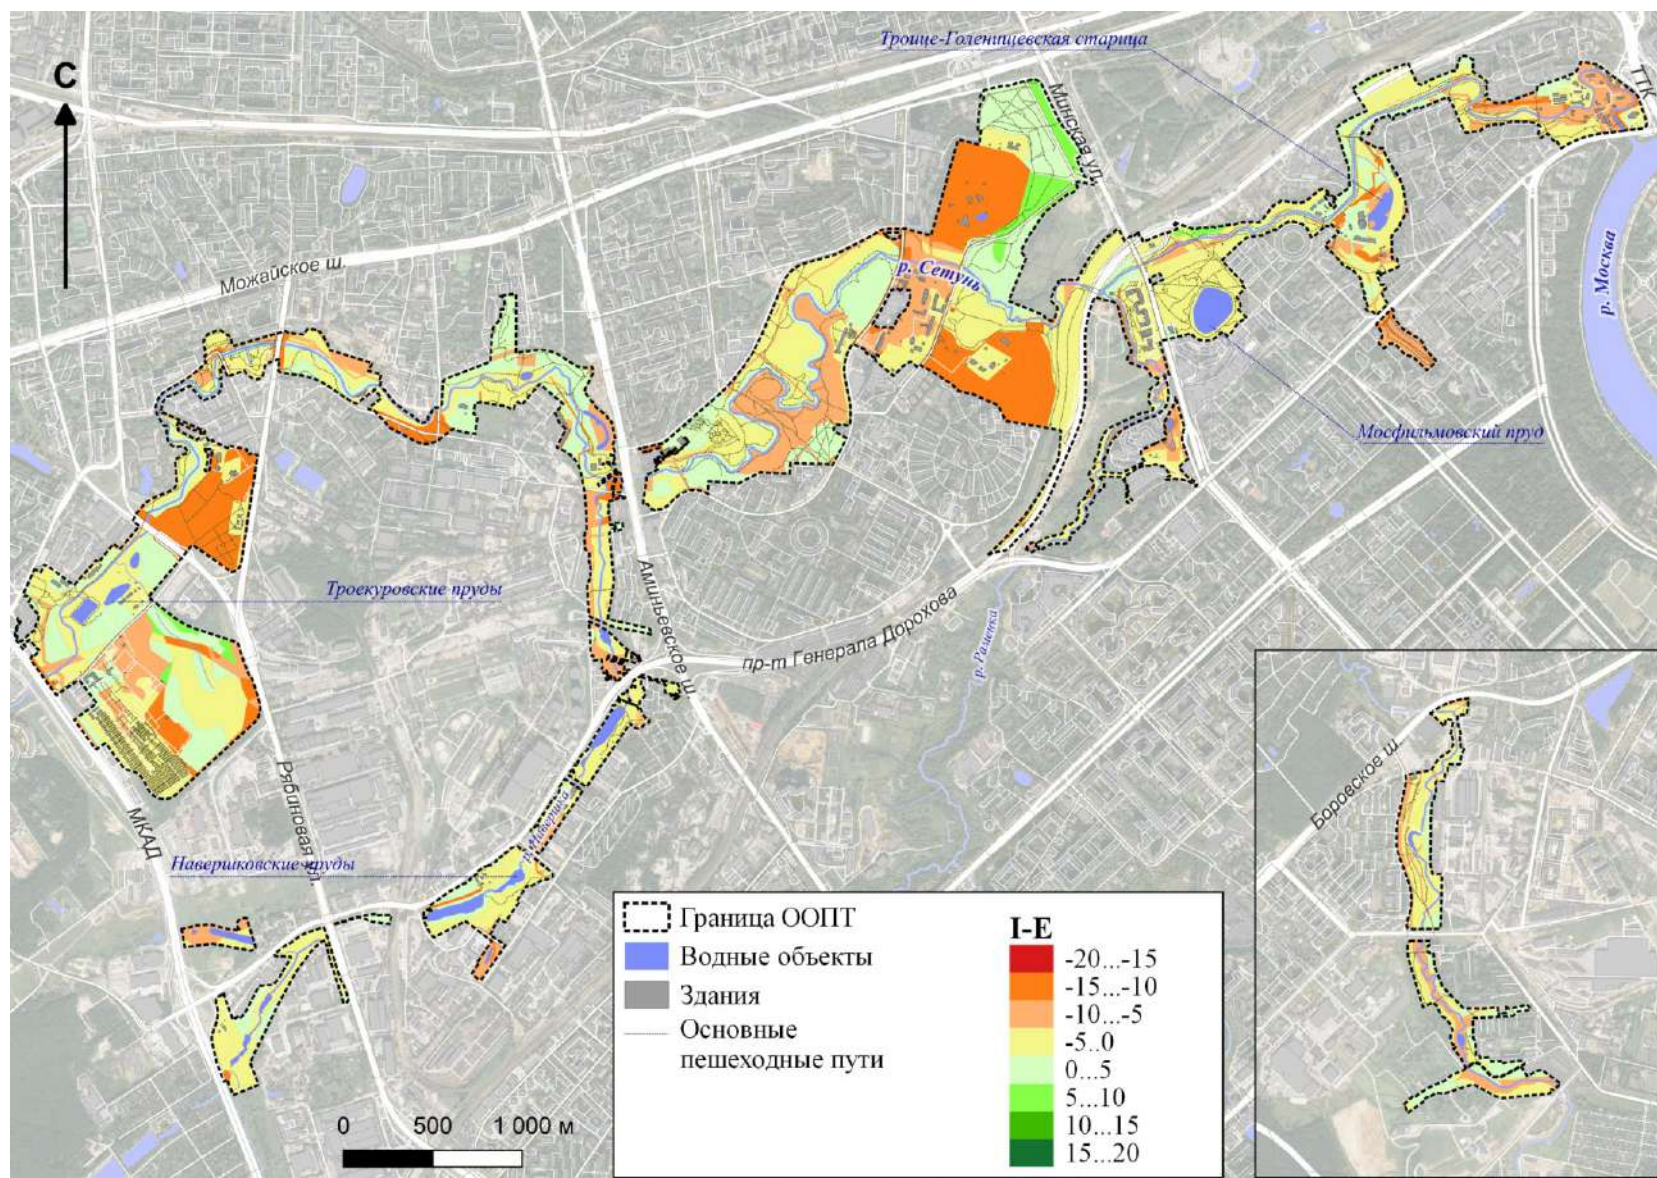 Троице-Голенищевская старица
С
Минская ул.
ТТК
р. Москва
Можайское ш.
р. Сетунь
Мосфильмовский пруд
Троекуровские пруды
Аминьевское ш.
пр-т Генерала Дорохова
р. Раменка
МКАД
Рябиновая ул.
р. Навершка
Навершковские пруды
Боровское ш.
Граница ООПТ
Водные объекты
Здания
Основные
пешеходные пути
I-E
-20...-15
-15...-10
-10...-5
-5..0
0...5
5...10
10...15
15...20
0 500 1 000 м